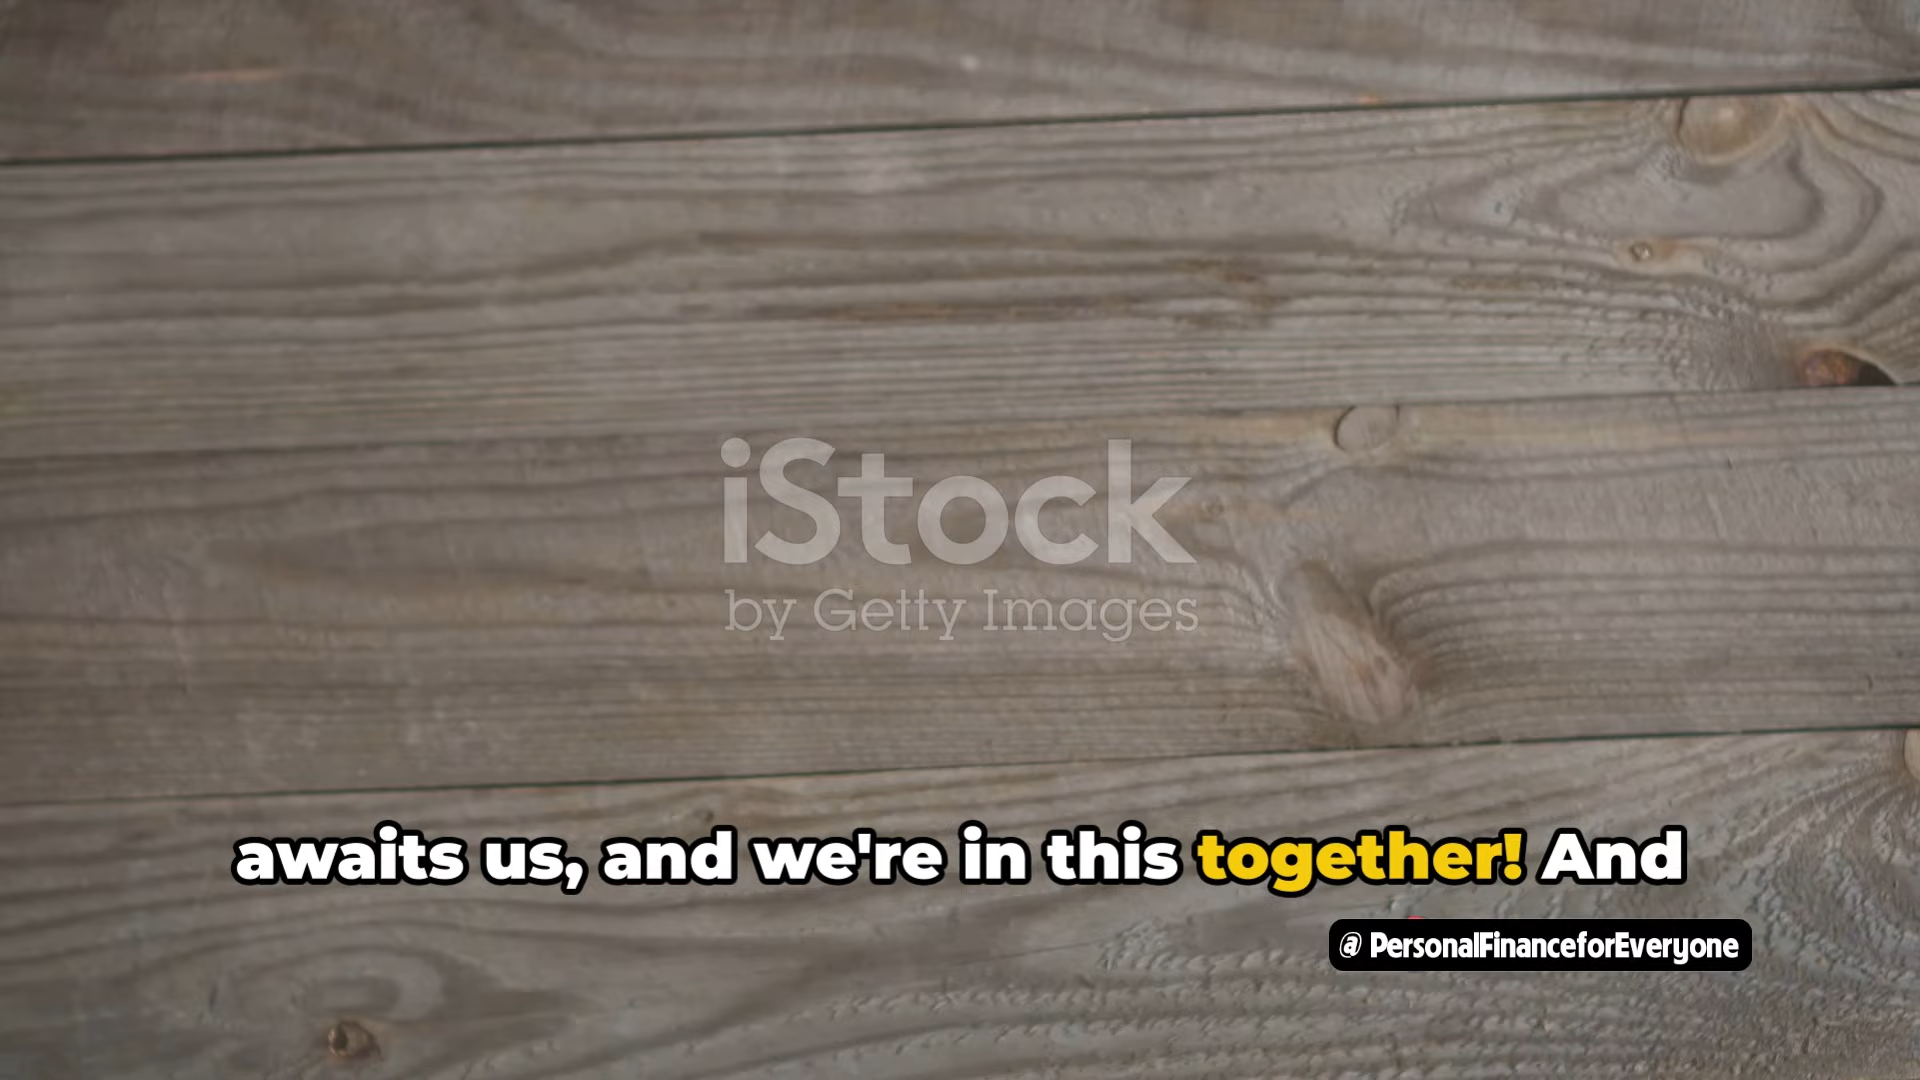 iStock
by Getty Images
awaits us, and we're in this together! And
@ PersonalFinanceforEveryone